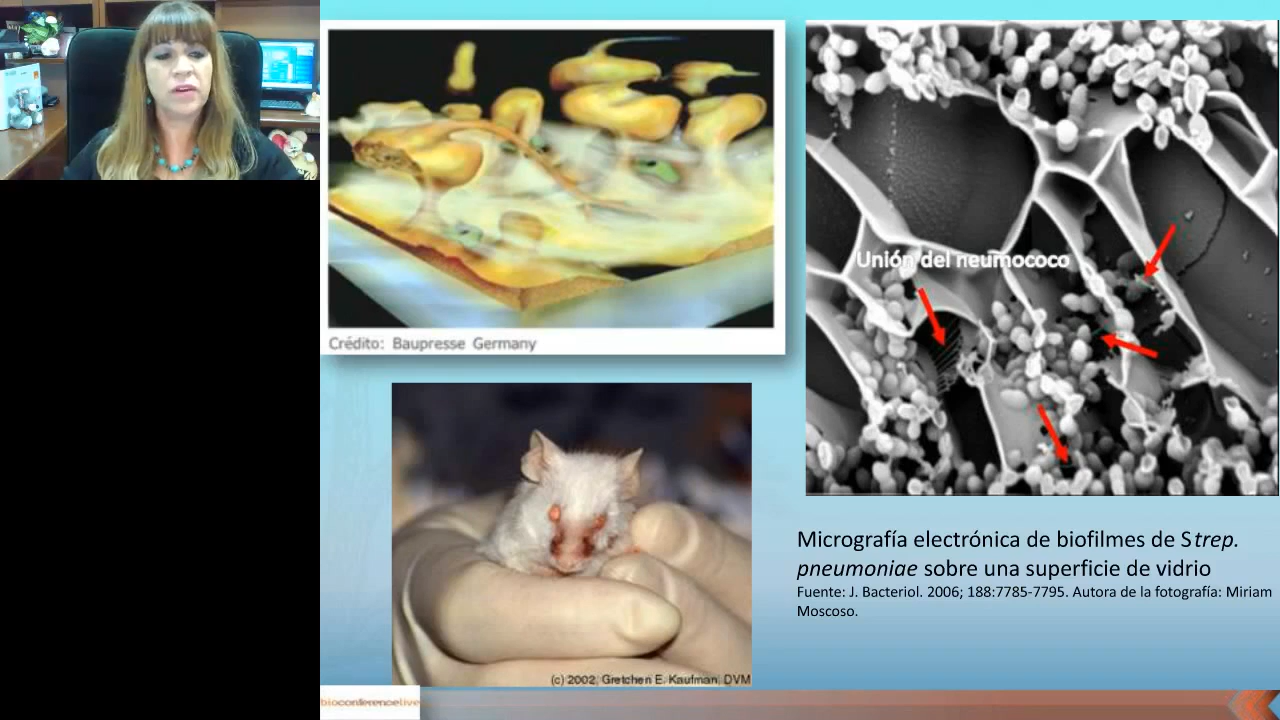 Crédito: Baupresse Germany
Unión del neumococo
Micrografía electrónica de biofilmes de Strep.
pneumoniae sobre una superficie de vidrio
Fuente: J. Bacteriol. 2006; 188:7785-7795. Autora de la fotografía: Miriam
Moscoso.
(c) 2002, Gretchen E. Kaufman, DVM
bioconferencelive